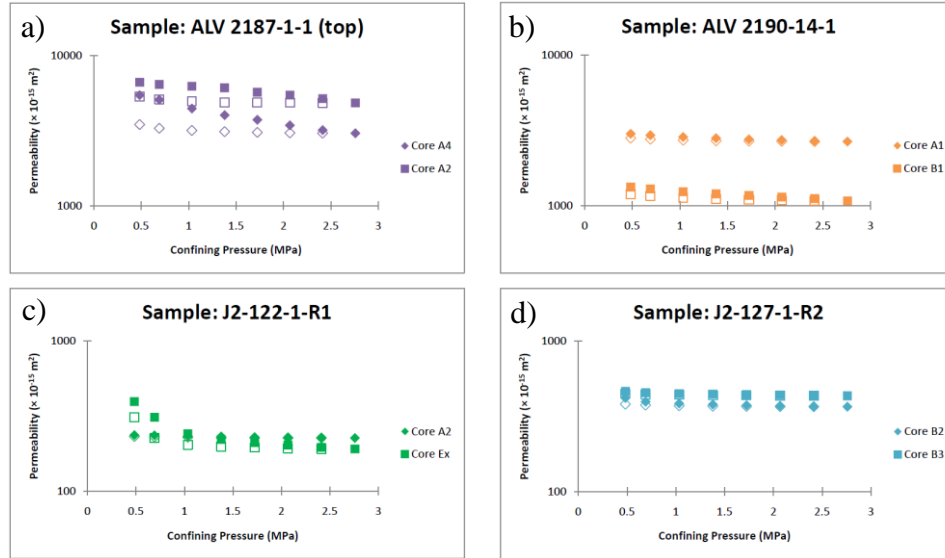 a)
Sample: ALV 2187-1-1 (top)
10000
1000
Permeability (× 10⁻¹⁵ m²)
0 0.5 1 1.5 2 2.5 3
Confining Pressure (MPa)
Core A4
Core A2
b)
Sample: ALV 2190-14-1
10000
1000
Permeability (× 10⁻¹⁵ m²)
0 0.5 1 1.5 2 2.5 3
Confining Pressure (MPa)
Core A1
Core B1
c)
Sample: J2-122-1-R1
1000
100
Permeability (× 10⁻¹⁵ m²)
0 0.5 1 1.5 2 2.5 3
Confining Pressure (MPa)
Core A2
Core Ex
d)
Sample: J2-127-1-R2
1000
100
Permeability (× 10⁻¹⁵ m²)
0 0.5 1 1.5 2 2.5 3
Confining Pressure (MPa)
Core B2
Core B3